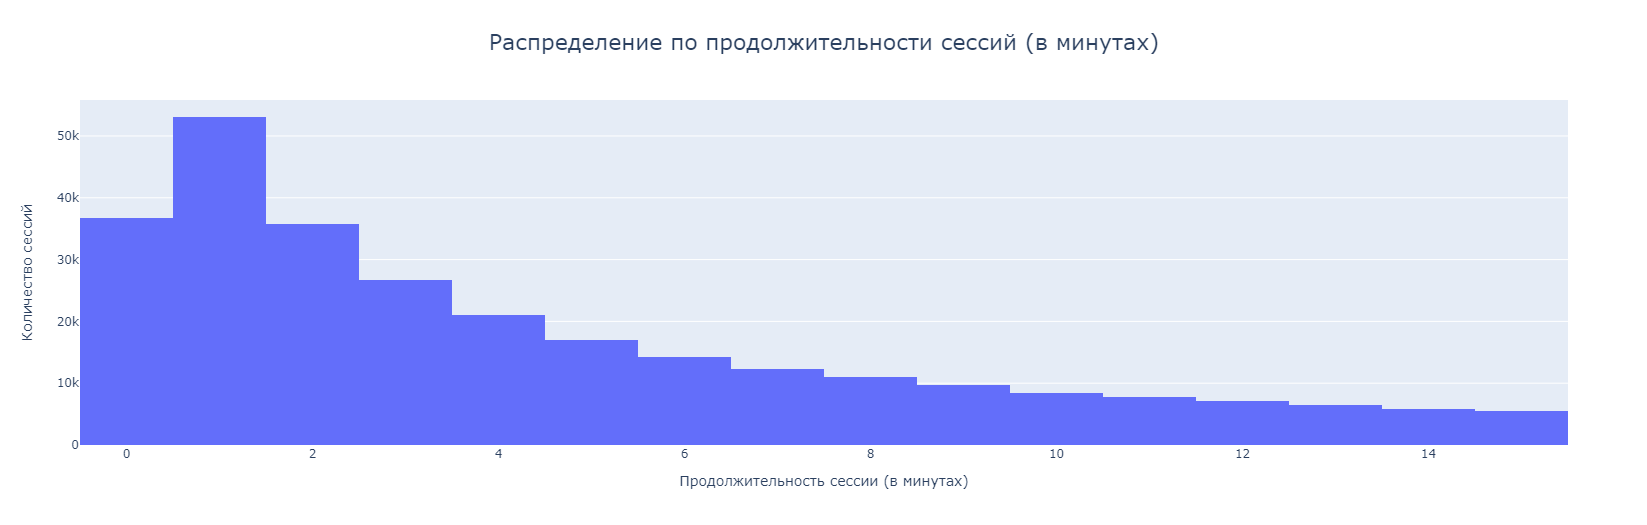 Распределение по продолжительности сессий (в минутах)
50k
40k
30k
20k
10k
0
Количество сессий
0 2 4 6 8 10 12 14
Продолжительность сессии (в минутах)